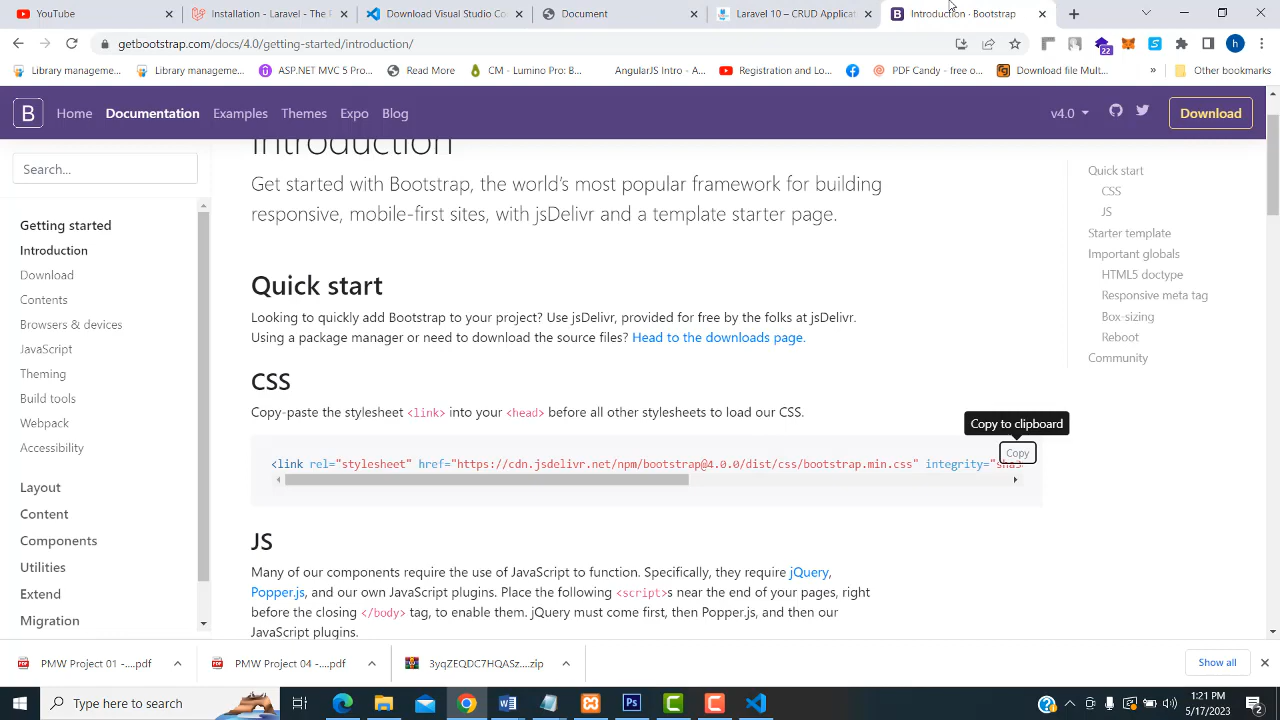 YouTube
Installation - Laravel - The P
Download Visual Studio Co
Document
Laravel 10 – CRUD Applicat
Introduction · Bootstrap
getbootstrap.com/docs/4.0/getting-started/introduction/
22
h
Library manageme...
Library manageme...
ASP.NET MVC 5 Pro...
Read More
CM - Lumino Pro B...
AngularJS Intro - A...
Registration and Lo...
PDF Candy - free o...
Download file Mult...
»
Other bookmarks
B
Home
Documentation
Examples
Themes
Expo
Blog
v4.0
Download
Search...
Getting started
Introduction
Download
Contents
Browsers & devices
JavaScript
Theming
Build tools
Webpack
Accessibility
Layout
Content
Components
Utilities
Extend
Migration
Introduction
Get started with Bootstrap, the world’s most popular framework for building
responsive, mobile-first sites, with jsDelivr and a template starter page.
Quick start
Looking to quickly add Bootstrap to your project? Use jsDelivr, provided for free by the folks at jsDelivr.
Using a package manager or need to download the source files? Head to the downloads page.
CSS
Copy-paste the stylesheet <link> into your <head> before all other stylesheets to load our CSS.
Copy to clipboard
Copy
<link rel="stylesheet" href="https://cdn.jsdelivr.net/npm/bootstrap@4.0.0/dist/css/bootstrap.min.css" integrity="sha3
JS
Many of our components require the use of JavaScript to function. Specifically, they require jQuery,
Popper.js, and our own JavaScript plugins. Place the following <script>s near the end of your pages, right
before the closing </body> tag, to enable them. jQuery must come first, then Popper.js, and then our
JavaScript plugins.
Quick start
CSS
JS
Starter template
Important globals
HTML5 doctype
Responsive meta tag
Box-sizing
Reboot
Community
PMW Project 01 -....pdf
PMW Project 04 -....pdf
3yqZEQDC7HQASz....zip
Show all
Type here to search
1:21 PM
5/17/2023
2